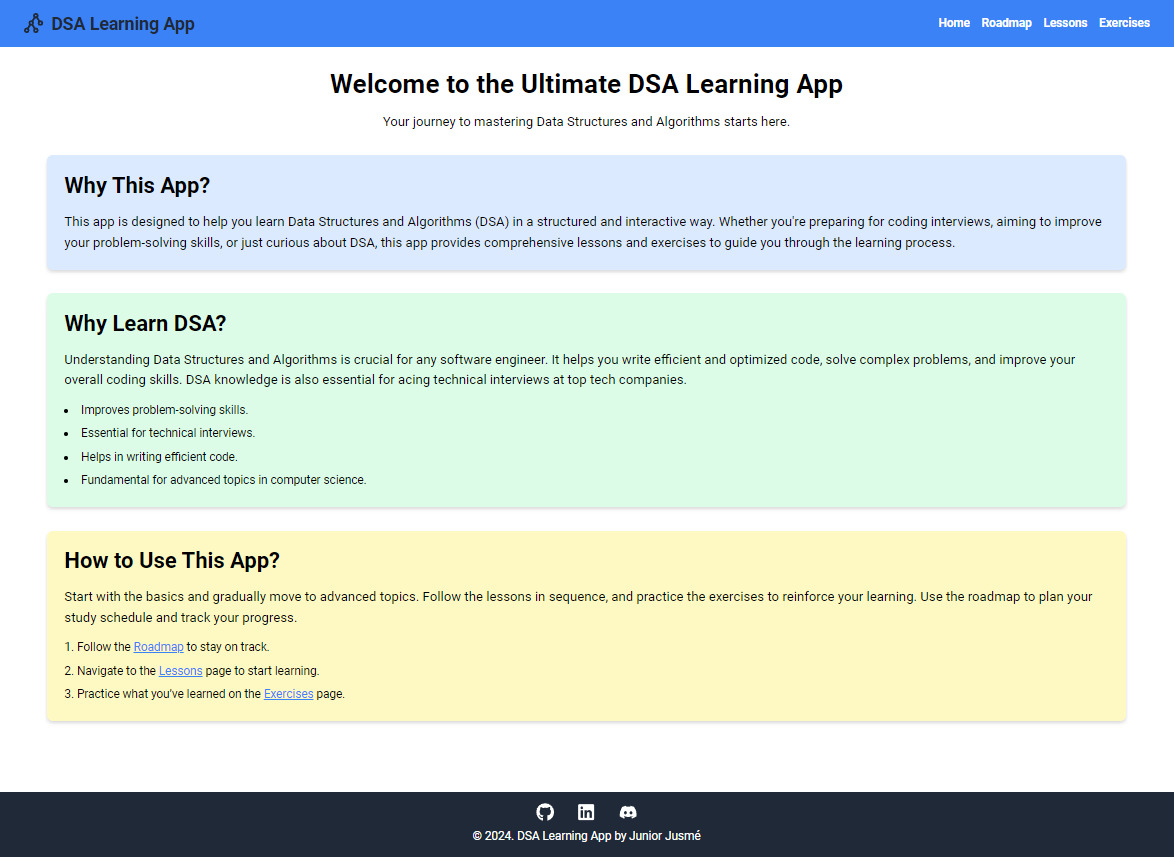 DSA Learning App
Home Roadmap Lessons Exercises
Welcome to the Ultimate DSA Learning App
Your journey to mastering Data Structures and Algorithms starts here.
Why This App?
This app is designed to help you learn Data Structures and Algorithms (DSA) in a structured and interactive way. Whether you're preparing for coding interviews, aiming to improve
your problem-solving skills, or just curious about DSA, this app provides comprehensive lessons and exercises to guide you through the learning process.
Why Learn DSA?
Understanding Data Structures and Algorithms is crucial for any software engineer. It helps you write efficient and optimized code, solve complex problems, and improve your
overall coding skills. DSA knowledge is also essential for acing technical interviews at top tech companies.
• Improves problem-solving skills.
• Essential for technical interviews.
• Helps in writing efficient code.
• Fundamental for advanced topics in computer science.
How to Use This App?
Start with the basics and gradually move to advanced topics. Follow the lessons in sequence, and practice the exercises to reinforce your learning. Use the roadmap to plan your
study schedule and track your progress.
1. Follow the Roadmap to stay on track.
2. Navigate to the Lessons page to start learning.
3. Practice what you've learned on the Exercises page.
in
© 2024. DSA Learning App by Junior Jusmé